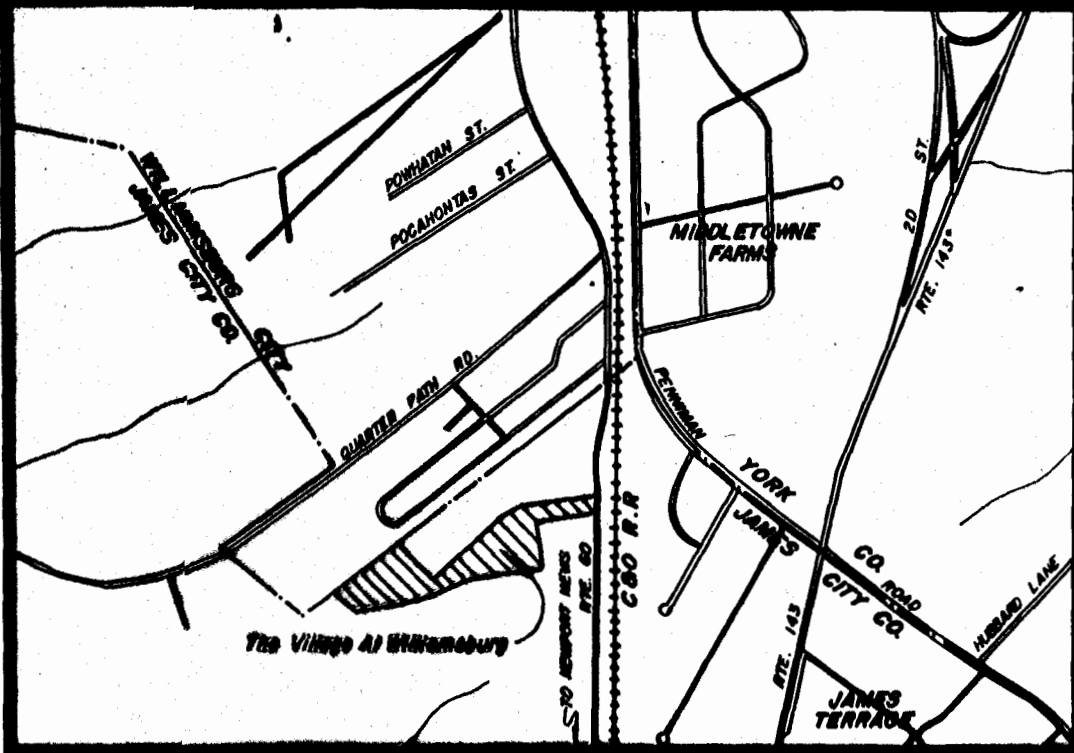 POWHATAN ST.
POCAHONTAS ST.
WILLIAMSBURG CITY
JAMES CITY CO.
QUARTER PATH RD.
MIDDLETOWNE
FARMS
2D ST.
RTE. 143
PENNIMAN ROAD
YORK CO.
JAMES CITY CO.
HUBBARD LANE
RTE. 143
JAMES
TERRACE
C&O R.R
TO NEWPORT NEWS
RTE. 60
The Village At Williamsburg